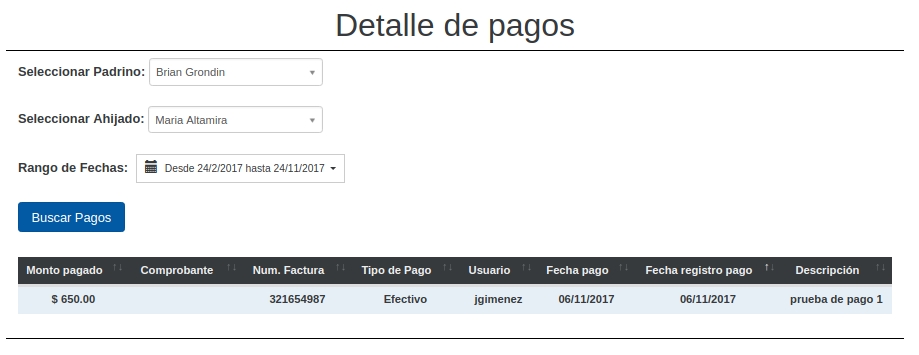 Detalle de pagos
Seleccionar Padrino: Brian Grondin
Seleccionar Ahijado: Maria Altamira
Rango de Fechas: Desde 24/2/2017 hasta 24/11/2017
Buscar Pagos
Monto pagado Comprobante Num. Factura Tipo de Pago Usuario Fecha pago Fecha registro pago Descripción
$ 650.00 321654987 Efectivo jgimenez 06/11/2017 06/11/2017 prueba de pago 1